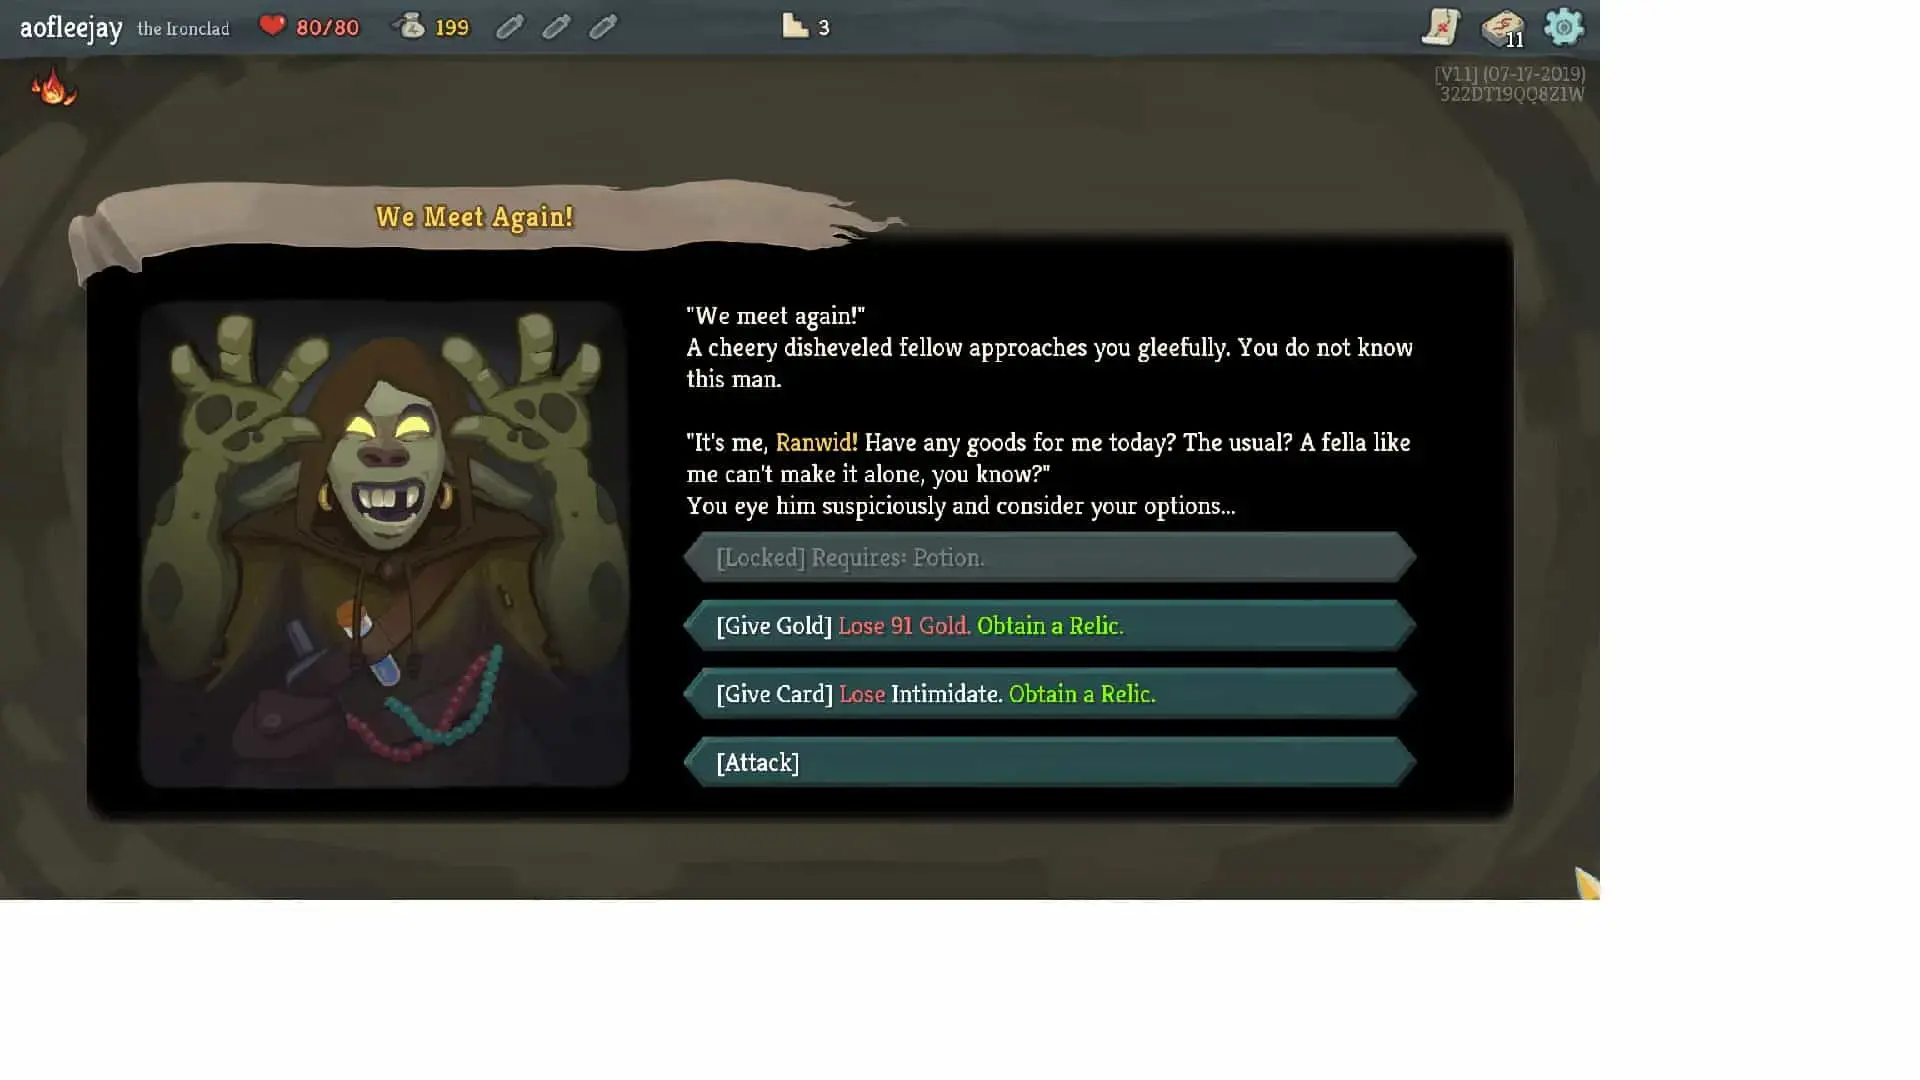 aofleejay the Ironclad 80/80 199 3 11
[V1.1] (07-17-2019)
322DT19QQ8Z1W
We Meet Again!
"We meet again!"
A cheery disheveled fellow approaches you gleefully. You do not know
this man.
"It's me, Ranwid! Have any goods for me today? The usual? A fella like
me can't make it alone, you know?"
You eye him suspiciously and consider your options...
[Locked] Requires: Potion.
[Give Gold] Lose 91 Gold. Obtain a Relic.
[Give Card] Lose Intimidate. Obtain a Relic.
[Attack]